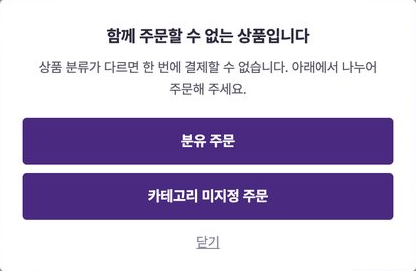 함께 주문할 수 없는 상품입니다
상품 분류가 다르면 한 번에 결제할 수 없습니다. 아래에서 나누어
주문해 주세요.
분유 주문
카테고리 미지정 주문
닫기